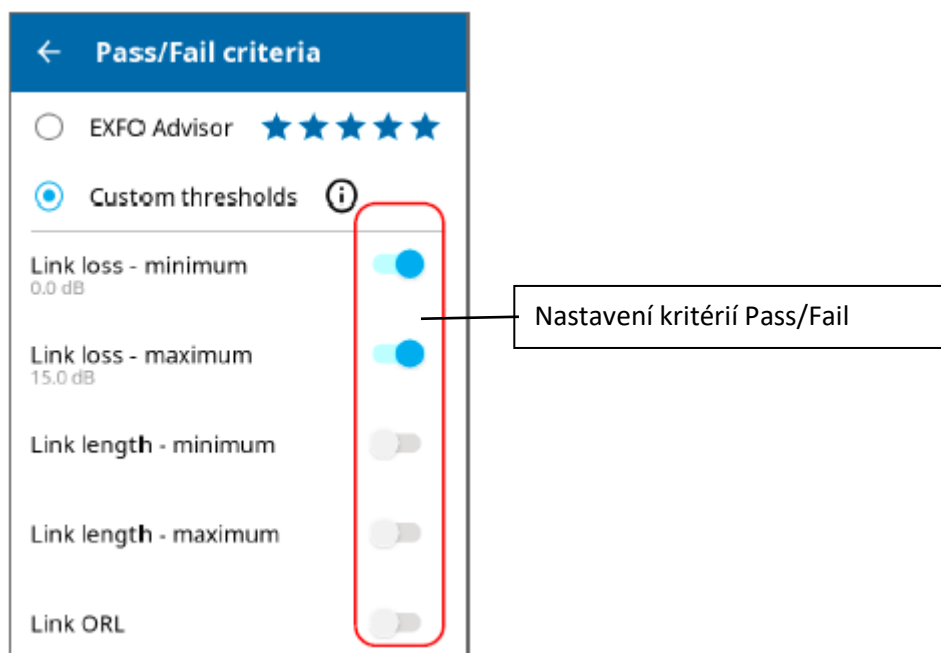 Pass/Fail criteria
EXFO Advisor
Custom thresholds
Link loss - minimum
0.0 dB
Nastavení kritérií Pass/Fail
Link loss - maximum
15.0 dB
Link length - minimum
Link length - maximum
Link ORL